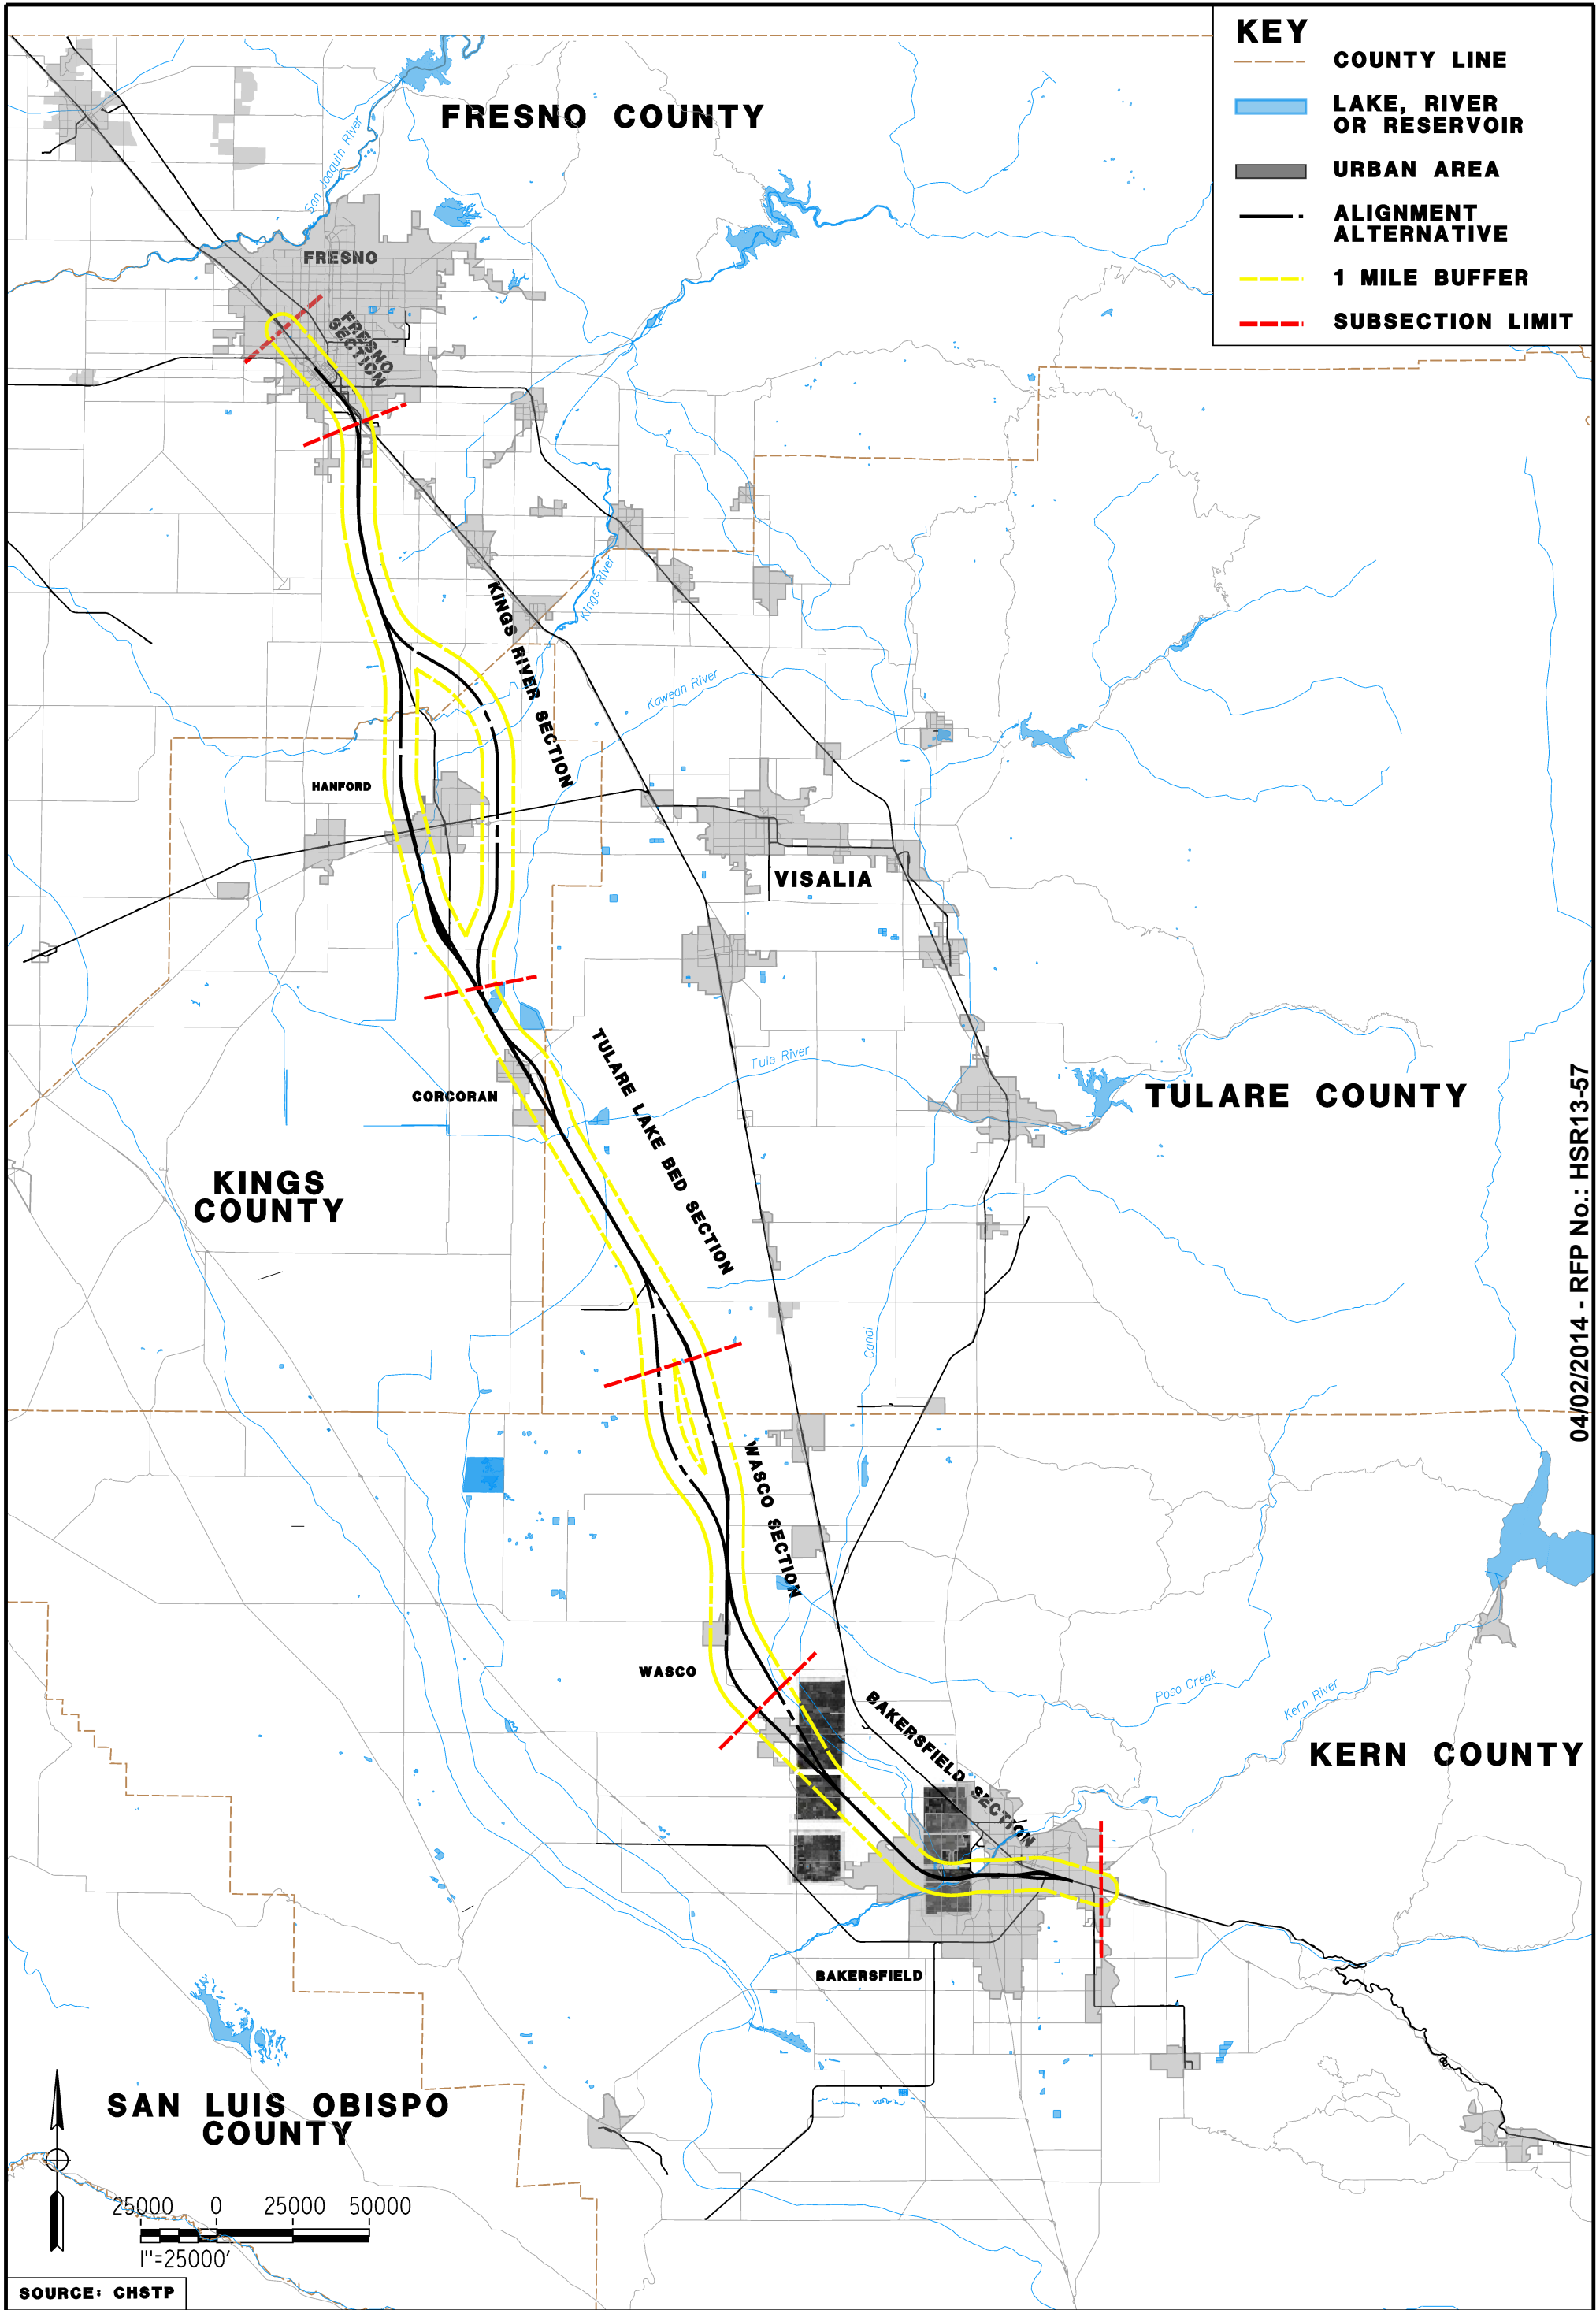 KEY
COUNTY LINE
LAKE, RIVER
OR RESERVOIR
URBAN AREA
ALIGNMENT
ALTERNATIVE
1 MILE BUFFER
SUBSECTION LIMIT
FRESNO COUNTY
San Joaquin River
FRESNO
FRESNO
SECTION
KINGS RIVER SECTION
Kings River
Kaweah River
HANFORD
VISALIA
TULARE LAKE BED SECTION
Tule River
CORCORAN
TULARE COUNTY
KINGS
COUNTY
Canal
WASCO SECTION
WASCO
BAKERSFIELD SECTION
Poso Creek
Kern River
KERN COUNTY
BAKERSFIELD
SAN LUIS OBISPO
COUNTY
25000 0 25000 50000
1"=25000'
SOURCE: CHSTP
04/02/2014 - RFP No.: HSR13-57